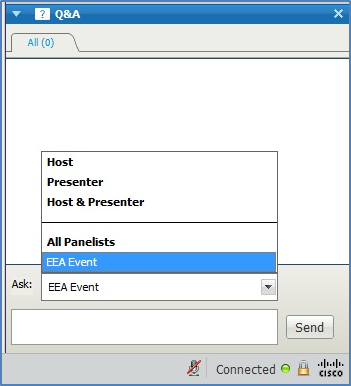 ? Q&A
All (0)
Host
Presenter
Host & Presenter
All Panelists
EEA Event
Ask: EEA Event
Send
Connected
CISCO